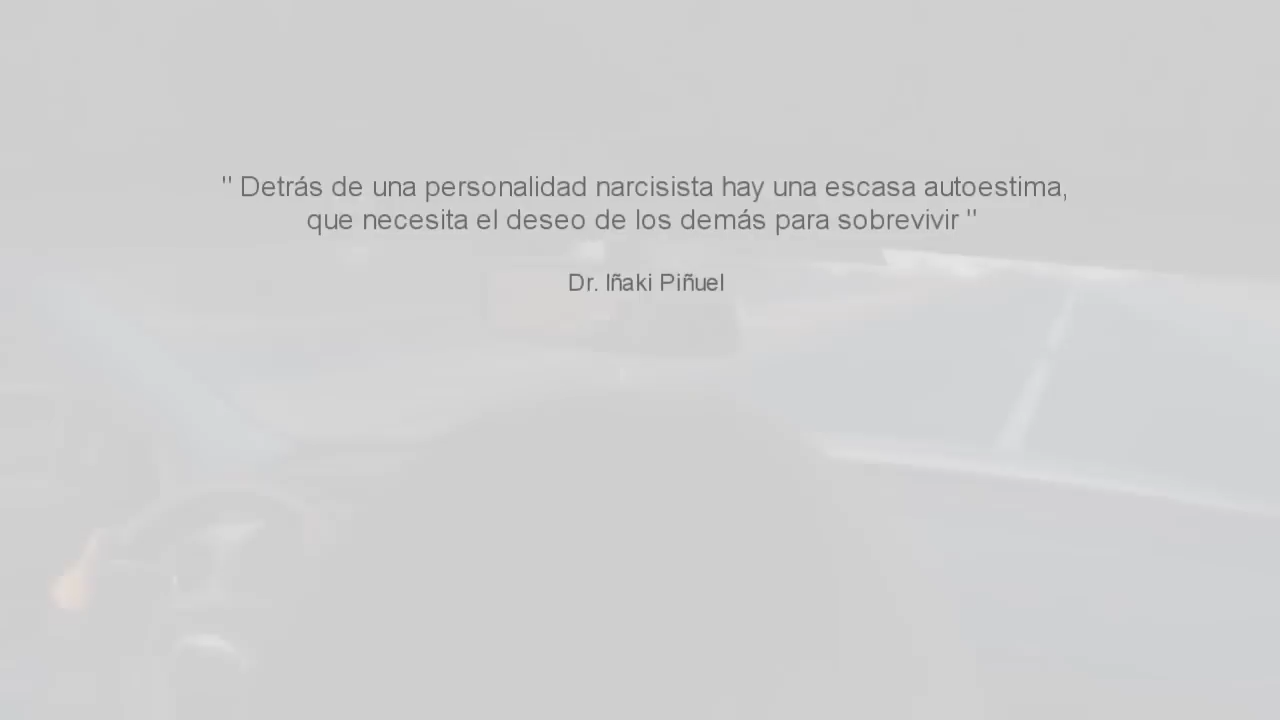 " Detrás de una personalidad narcisista hay una escasa autoestima,
que necesita el deseo de los demás para sobrevivir "
Dr. Iñaki Piñuel